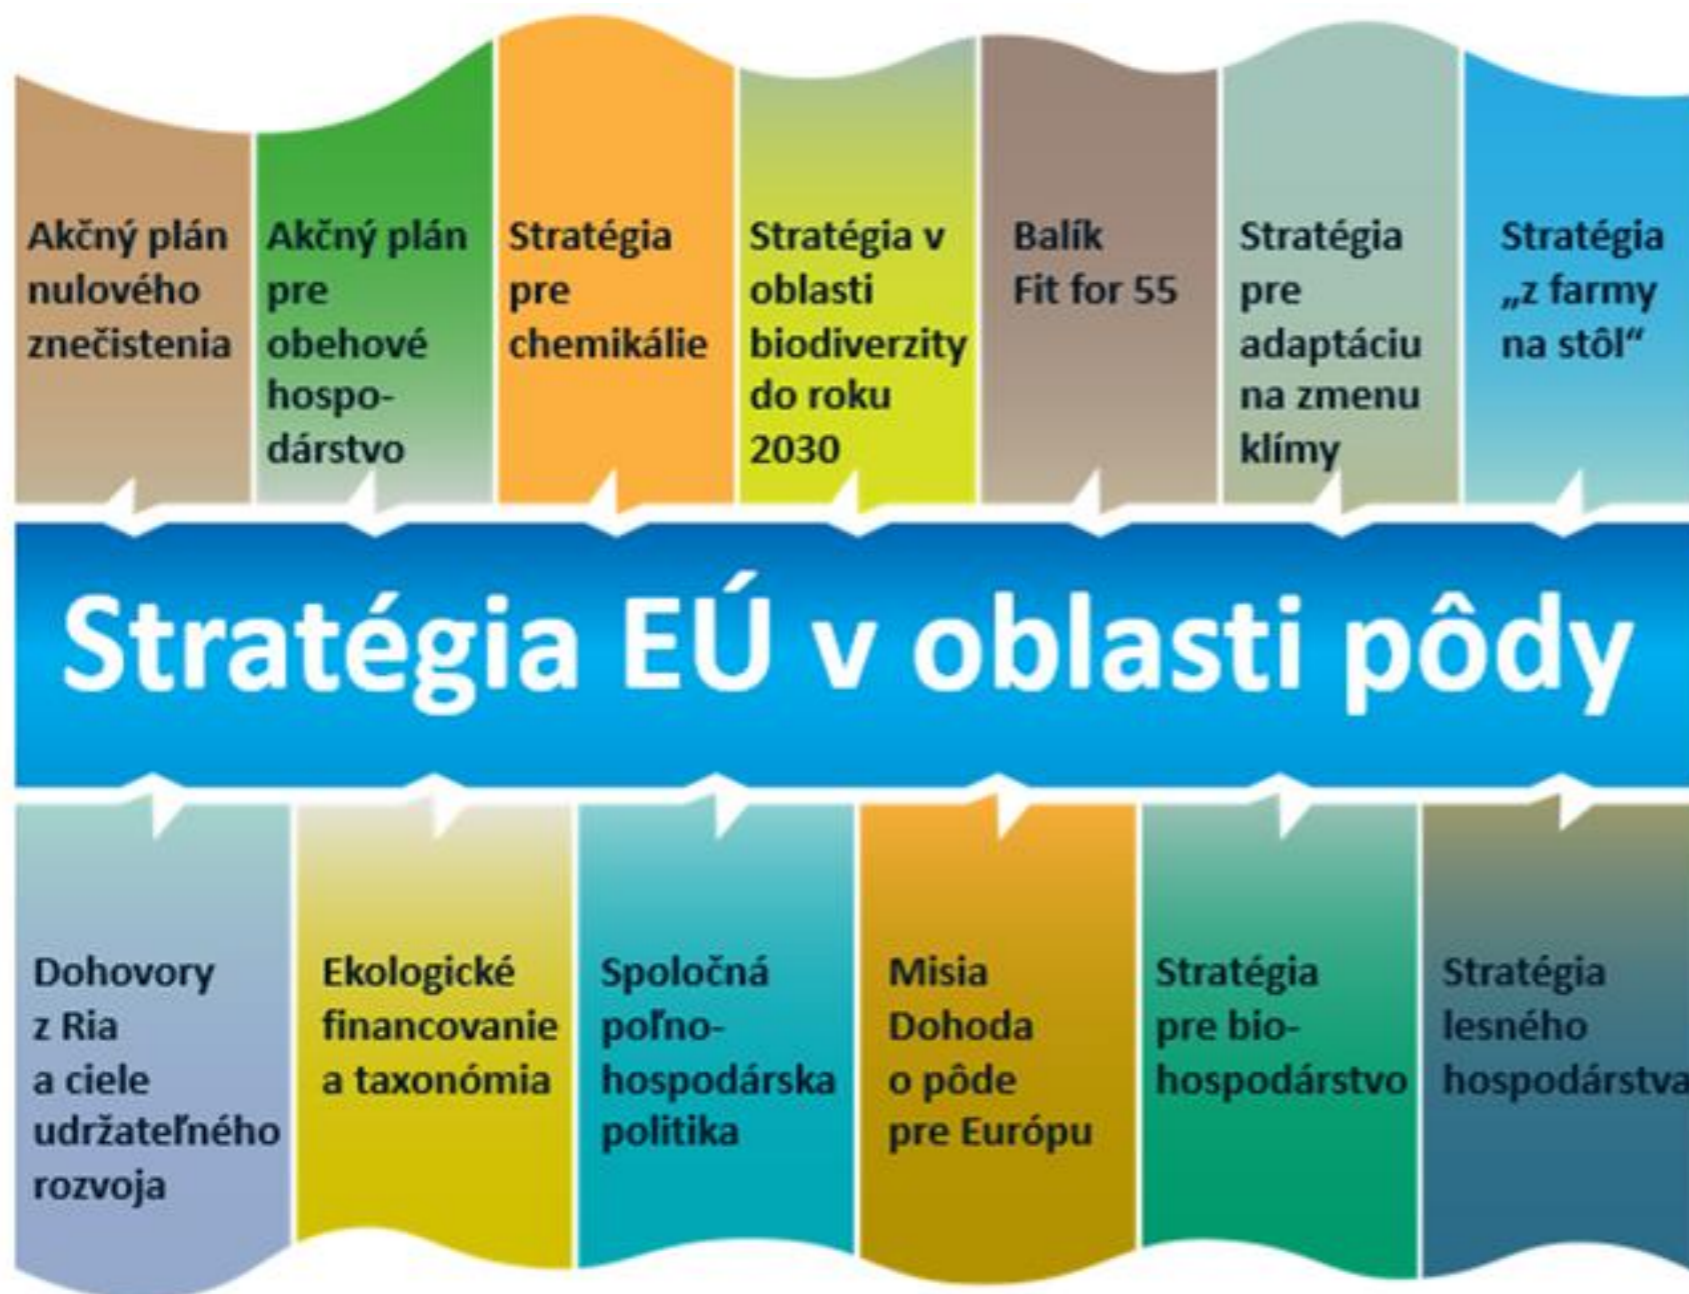 Akčný plán
nulového
znečistenia
Akčný plán
pre
obehové
hospo-
dárstvo
Stratégia
pre
chemikálie
Stratégia v
oblasti
biodiverzity
do roku
2030
Balík
Fit for 55
Stratégia
pre
adaptáciu
na zmenu
klímy
Stratégia
„z farmy
na stôl“
Stratégia EÚ v oblasti pôdy
Dohovory
z Ria
a ciele
udržateľného
rozvoja
Ekologické
financovanie
a taxonómia
Spoločná
poľno-
hospodárska
politika
Misia
Dohoda
o pôde
pre Európu
Stratégia
pre bio-
hospodárstvo
Stratégia
lesného
hospodárstva